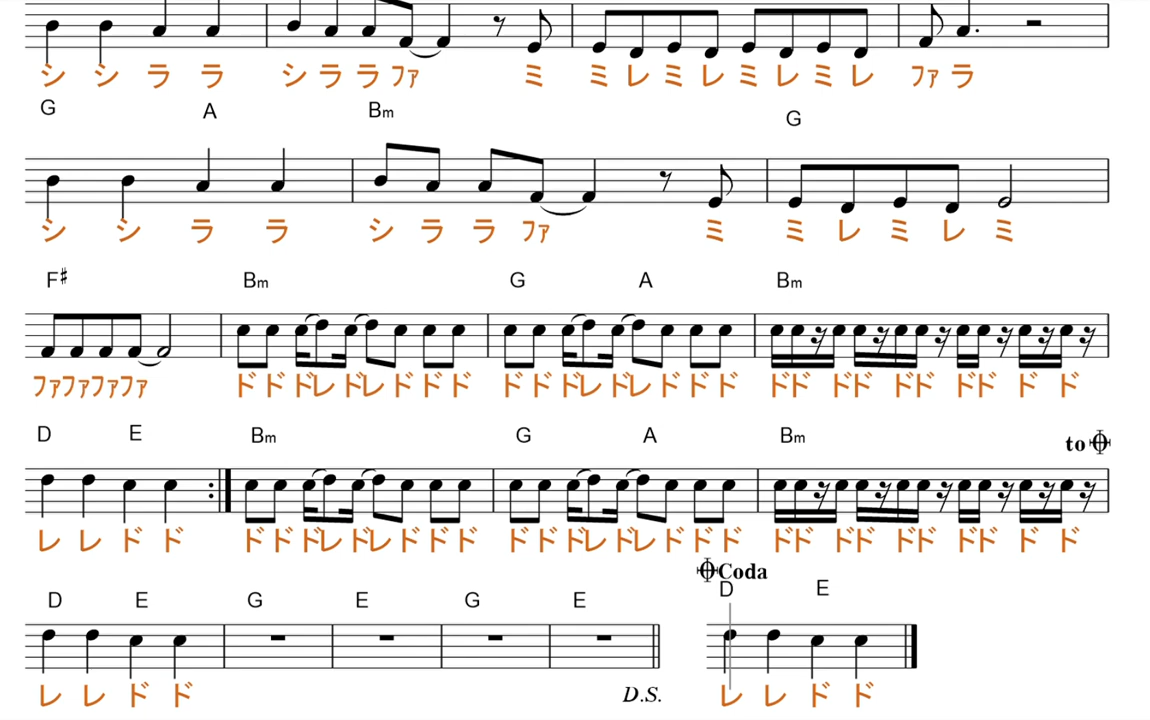 シ シ ラ ラ シ ララファ ミ ミ レ ミ レ ミ レ ミ レ ファ ラ
G A Bm G
シ シ ラ ラ シ ラ ラ ファ ミ ミ レ ミ レ ミ
F♯ Bm G A Bm
ファファファファ ド ド ドレ ドレ ド ド ド ド ド ドレ ドレ ド ド ド ドド ドド ドド ドド ド ド
D E Bm G A Bm to
レ レ ド ド ド ド ドレ ドレ ド ド ド ド ド ドレ ドレ ド ド ド ドド ドド ドド ドド ド ド
Coda
D E G E G E D E
レ レ ド ド D.S. レ レ ド ド